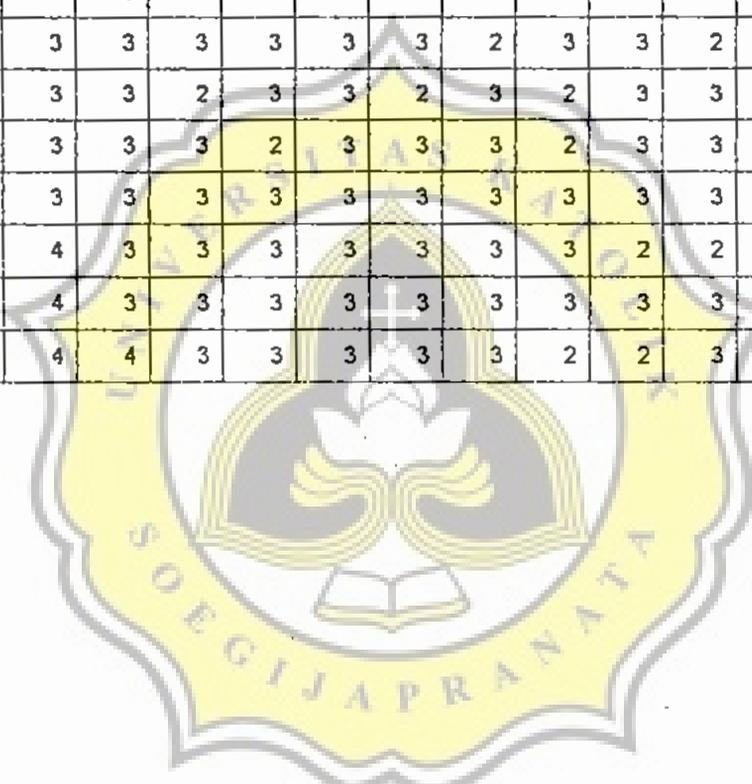 3 3 3 3 3 3 2 3 3 2
3 3 2 3 3 2 3 2 3 3
3 3 3 2 3 3 3 2 3 3
3 3 3 3 3 3 3 3 3 3
4 3 3 3 3 3 3 3 2 2
4 3 3 3 3 3 3 3 3 3
4 4 3 3 3 3 3 2 2 3
UNIVERSITAS KATOLIK
SOEGIJAPRANATA